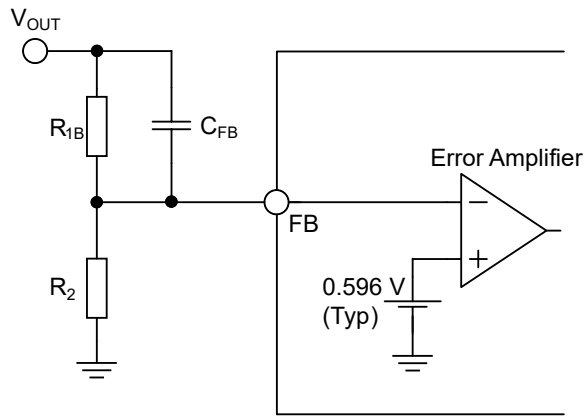 VOUT
R1B
CFB
Error Amplifier
−
FB
+
R2
0.596 V
(Typ)